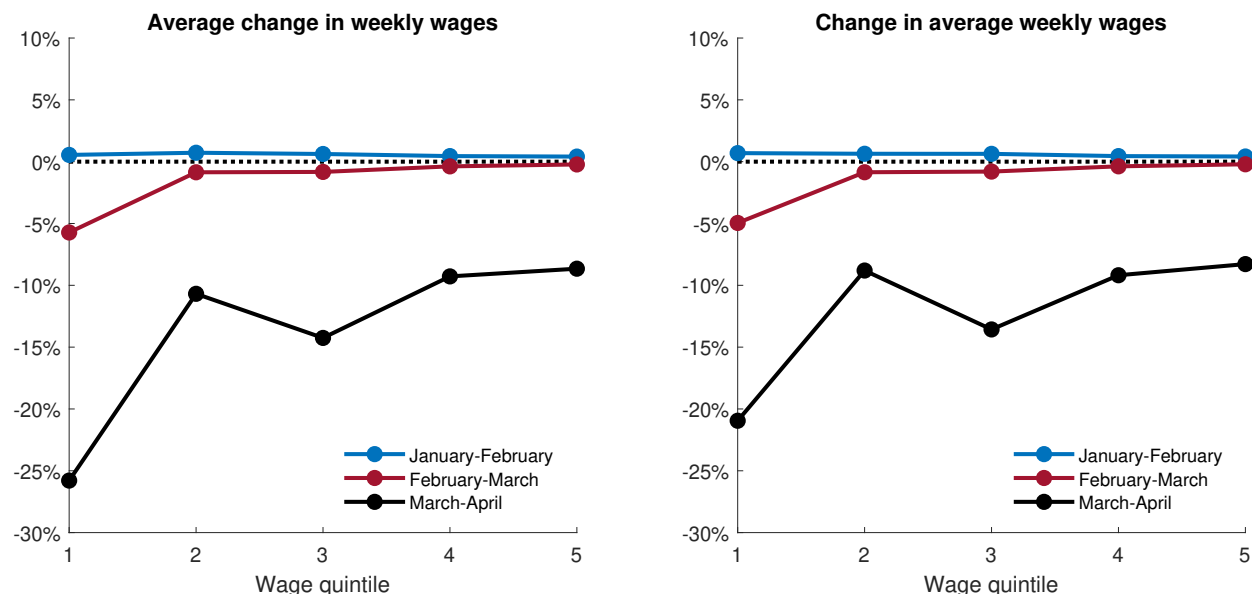 Average change in weekly wages
10%
5%
0%
-5%
-10%
-15%
-20%
-25%
-30%
January-February
February-March
March-April
1 2 3 4 5
Wage quintile
Change in average weekly wages
10%
5%
0%
-5%
-10%
-15%
-20%
-25%
-30%
January-February
February-March
March-April
1 2 3 4 5
Wage quintile